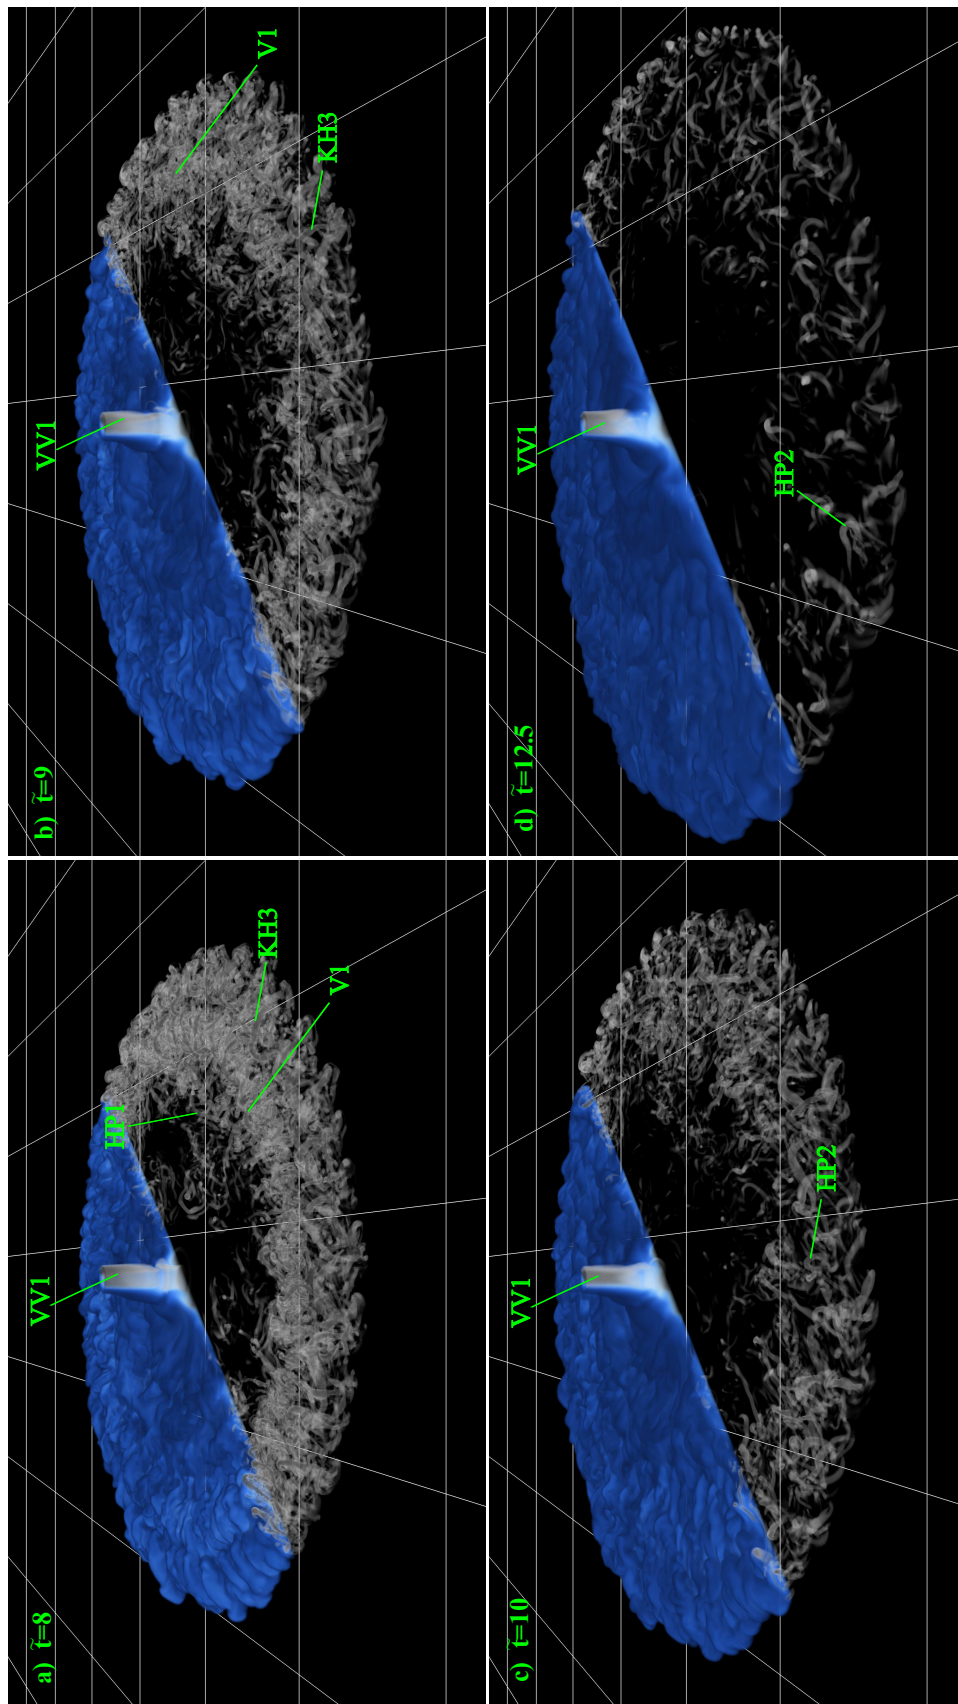 a) t̃=8
VV1
HP1
KH3
V1
b) t̃=9
VV1
V1
KH3
c) t̃=10
VV1
HP2
d) t̃=12.5
VV1
HP2